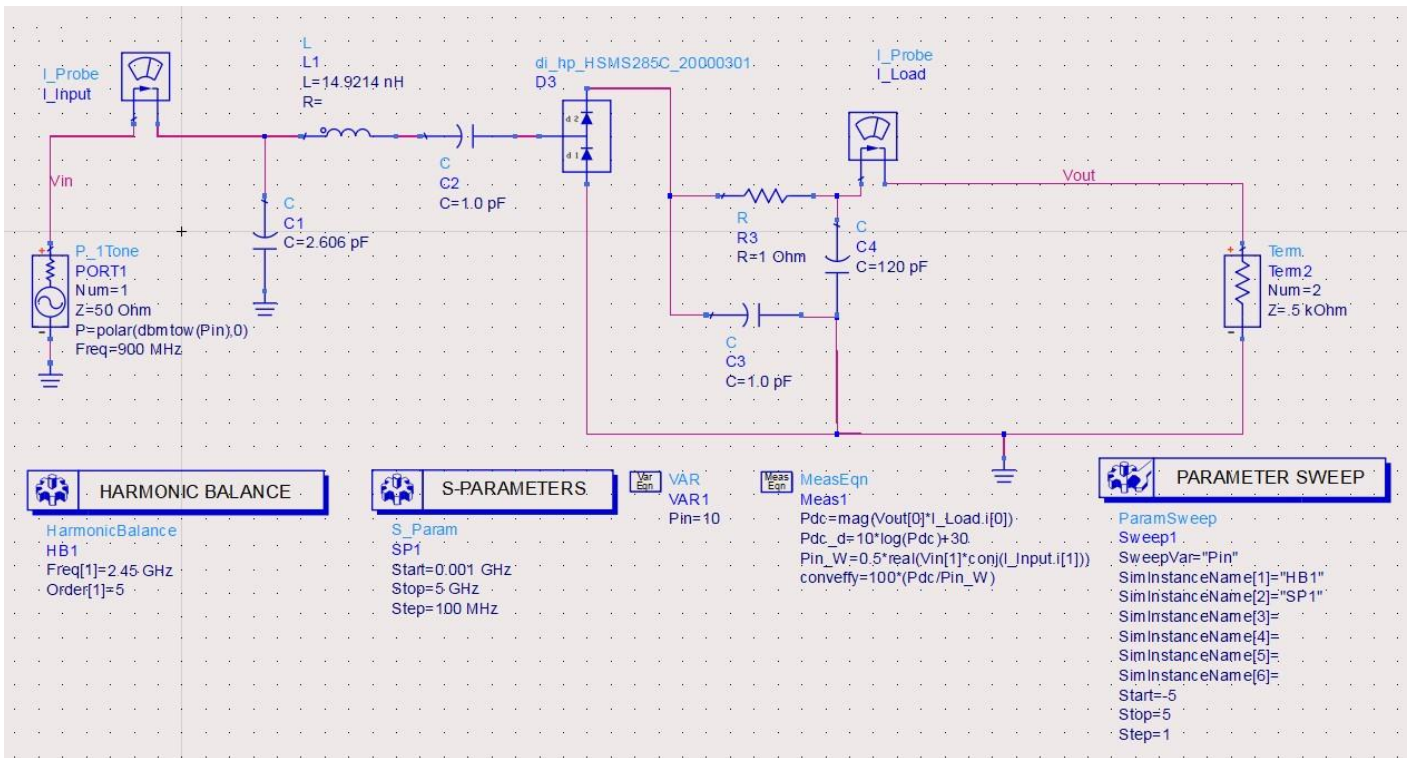 I_Probe
I_Input
L
L1
L=14.9214 nH
R=
di_hp_HSMS285C_20000301
D3
d 2
d 1
I_Probe
I_Load
C
C2
C=1.0 pF
Vin
Vout
C
C1
C=2.606 pF
R
R3
R=1 Ohm
C
C4
C=120 pF
P_1Tone
PORT1
Num=1
Z=50 Ohm
P=polar(dbmtow(Pin),0)
Freq=900 MHz
Term
Term2
Num=2
Z=.5 kOhm
C
C3
C=1.0 pF
HARMONIC BALANCE
HarmonicBalance
HB1
Freq[1]=2.45 GHz
Order[1]=5
S-PARAMETERS
S_Param
SP1
Start=0.001 GHz
Stop=5 GHz
Step=100 MHz
Var
Eqn
VAR
VAR1
Pin=10
Meas
Eqn
MeasEqn
Meas1
Pdc=mag(Vout[0]*I_Load.i[0])
Pdc_d=10*log(Pdc)+30
Pin_W=0.5*real(Vin[1]*conj(I_Input.i[1]))
conveffy=100*(Pdc/Pin_W)
PARAMETER SWEEP
ParamSweep
Sweep1
SweepVar="Pin"
SimInstanceName[1]="HB1"
SimInstanceName[2]="SP1"
SimInstanceName[3]=
SimInstanceName[4]=
SimInstanceName[5]=
SimInstanceName[6]=
Start=-5
Stop=5
Step=1